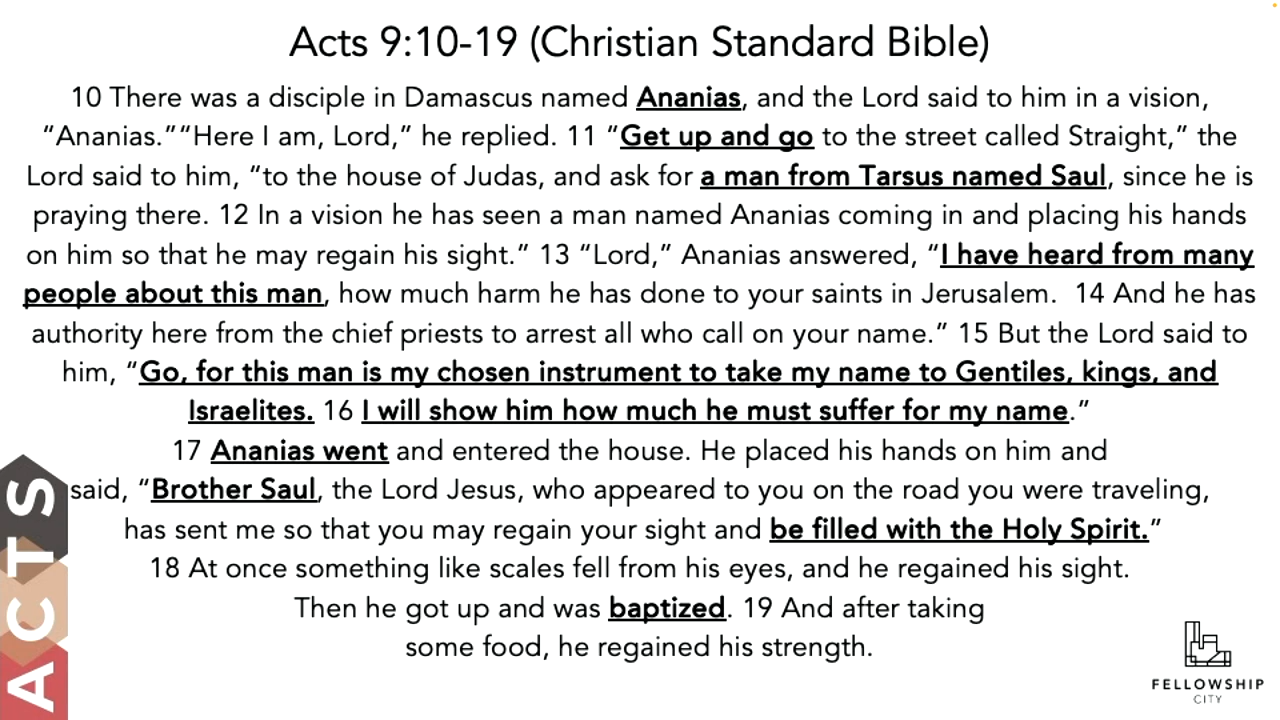 Acts 9:10-19 (Christian Standard Bible)
10 There was a disciple in Damascus named Ananias, and the Lord said to him in a vision,
“Ananias.”“Here I am, Lord,” he replied. 11 “Get up and go to the street called Straight,” the
Lord said to him, “to the house of Judas, and ask for a man from Tarsus named Saul, since he is
praying there. 12 In a vision he has seen a man named Ananias coming in and placing his hands
on him so that he may regain his sight.” 13 “Lord,” Ananias answered, “I have heard from many
people about this man, how much harm he has done to your saints in Jerusalem.  14 And he has
authority here from the chief priests to arrest all who call on your name.” 15 But the Lord said to
him, “Go, for this man is my chosen instrument to take my name to Gentiles, kings, and
Israelites. 16 I will show him how much he must suffer for my name.”
17 Ananias went and entered the house. He placed his hands on him and
said, “Brother Saul, the Lord Jesus, who appeared to you on the road you were traveling,
has sent me so that you may regain your sight and be filled with the Holy Spirit.”
18 At once something like scales fell from his eyes, and he regained his sight.
Then he got up and was baptized. 19 And after taking
some food, he regained his strength.
ACTS
FELLOWSHIP
CITY